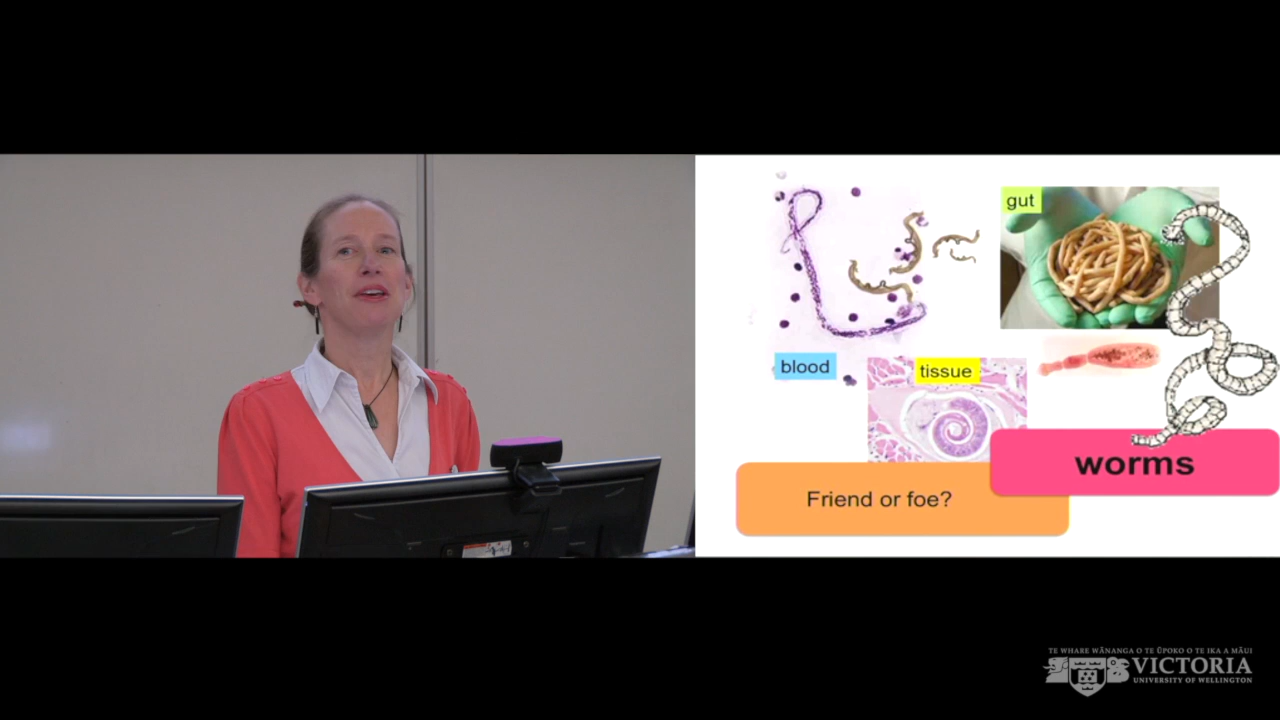 gut
blood
tissue
worms
Friend or foe?
TE WHARE WĀNANGA O TE ŪPOKO O TE IKA A MĀUI
VICTORIA
UNIVERSITY OF WELLINGTON